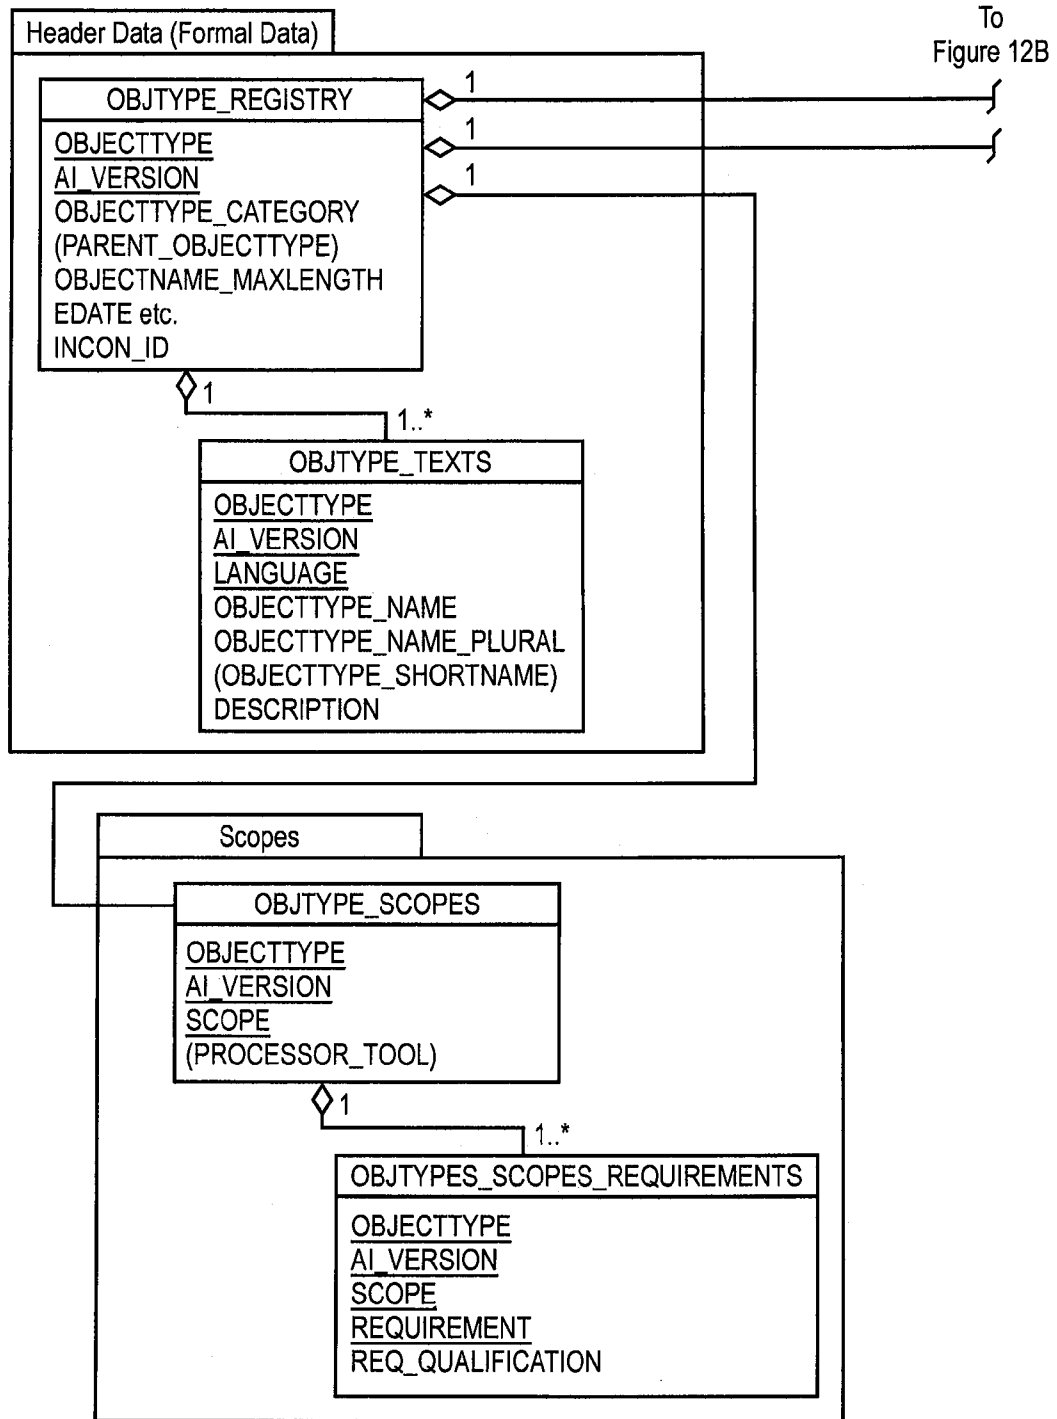 To
Figure 12B
Header Data (Formal Data)
OBJTYPE_REGISTRY
OBJECTTYPE
AI_VERSION
OBJECTTYPE_CATEGORY
(PARENT_OBJECTTYPE)
OBJECTNAME_MAXLENGTH
EDATE etc.
INCON_ID
1
1
1
1
1..*
OBJTYPE_TEXTS
OBJECTTYPE
AI_VERSION
LANGUAGE
OBJECTTYPE_NAME
OBJECTTYPE_NAME_PLURAL
(OBJECTTYPE_SHORTNAME)
DESCRIPTION
Scopes
OBJTYPE_SCOPES
OBJECTTYPE
AI_VERSION
SCOPE
(PROCESSOR_TOOL)
1
1..*
OBJTYPES_SCOPES_REQUIREMENTS
OBJECTTYPE
AI_VERSION
SCOPE
REQUIREMENT
REQ_QUALIFICATION